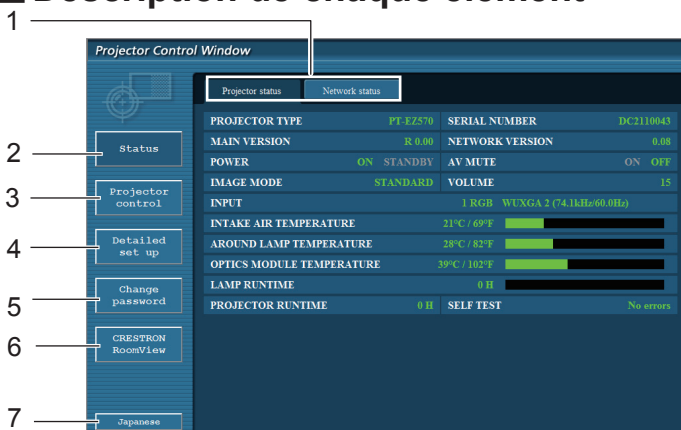 Description de chaque élément
1
Projector Control Window
Projector status Network status
PROJECTOR TYPE PT-EZ570 SERIAL NUMBER DC2110043
2 Status MAIN VERSION R 0.00 NETWORK VERSION 0.08
POWER ON STANDBY AV MUTE ON OFF
3 Projector control IMAGE MODE STANDARD VOLUME 15
INPUT 1 RGB WUXGA 2 (74.1kHz/60.0Hz)
INTAKE AIR TEMPERATURE 21°C / 69°F
4 Detailed set up AROUND LAMP TEMPERATURE 28°C / 82°F
OPTICS MODULE TEMPERATURE 39°C / 102°F
5 Change password LAMP RUNTIME 0 H
PROJECTOR RUNTIME 0 H SELF TEST No errors
6 CRESTRON RoomView
7 Japanese